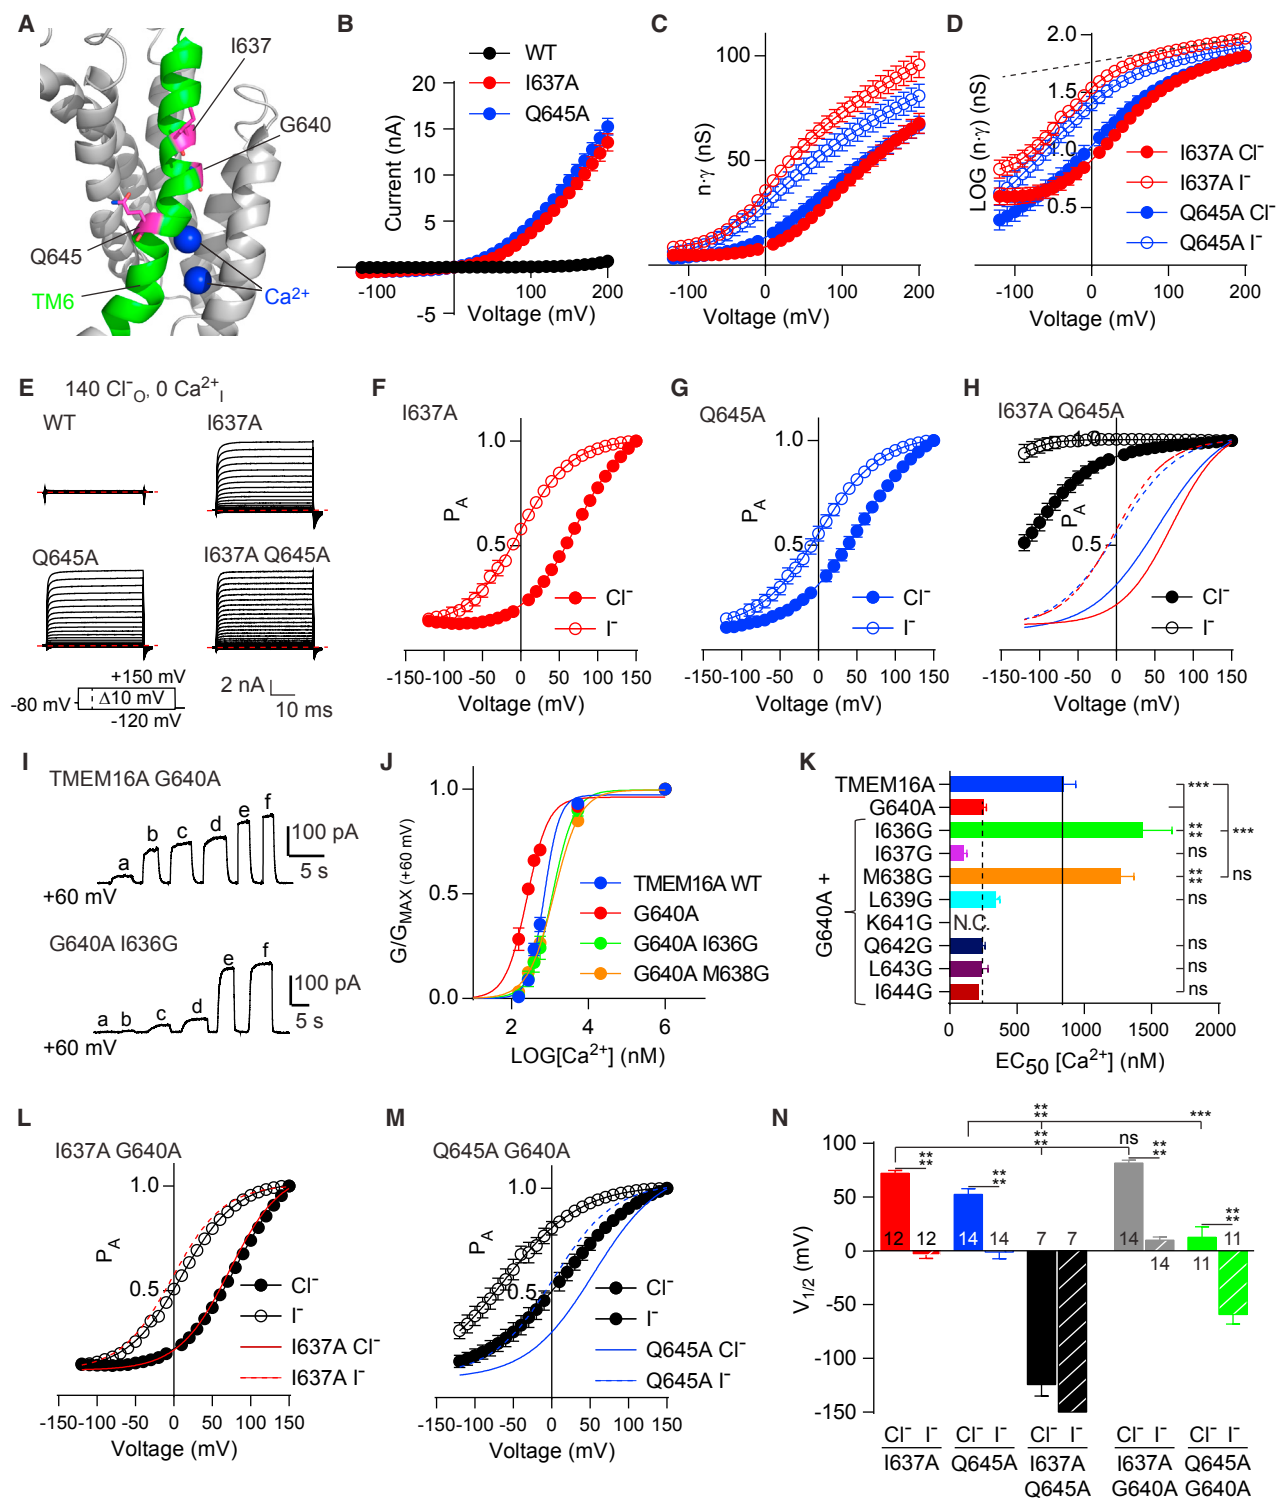 A
I637
G640
Q645
TM6
Ca2+
B
WT
I637A
Q645A
20
15
10
5
-5
Current (nA)
-100
100
200
Voltage (mV)
C
100
50
n·γ (nS)
-100
0
100
200
Voltage (mV)
D
2.0
1.5
1.0
0.5
LOG (n·γ) (nS)
I637A Cl-
I637A I-
Q645A Cl-
Q645A I-
-100
0
100
200
Voltage (mV)
E
140 Cl-O, 0 Ca2+I
WT
I637A
Q645A
I637A Q645A
+150 mV
-80 mV
Δ10 mV
-120 mV
2 nA
10 ms
F
I637A
1.0
PA
0.5
Cl-
I-
-150 -100 -50 0 50 100 150
Voltage (mV)
G
Q645A
1.0
PA
0.5
Cl-
I-
-150 -100 -50 0 50 100 150
Voltage (mV)
H
I637A Q645A
1.0
PA
0.5
Cl-
I-
-150 -100 -50 0 50 100 150
Voltage (mV)
I
TMEM16A G640A
a b c d e f
100 pA
5 s
+60 mV
G640A I636G
a b c d e f
100 pA
5 s
+60 mV
J
1.0
0.5
0.0
G/GMAX (+60 mV)
TMEM16A WT
G640A
G640A I636G
G640A M638G
2 4 6
LOG[Ca2+] (nM)
K
TMEM16A
G640A
G640A +
I636G
I637G
M638G
L639G
K641G
N.C.
Q642G
L643G
I644G
***
****
ns
****
ns
ns
ns
ns
***
ns
0 500 1000 1500 2000
EC50 [Ca2+] (nM)
L
I637A G640A
1.0
PA
0.5
Cl-
I-
I637A Cl-
I637A I-
-150 -100 -50 0 50 100 150
Voltage (mV)
M
Q645A G640A
1.0
PA
0.5
Cl-
I-
Q645A Cl-
Q645A I-
-150 -100 -50 0 50 100 150
Voltage (mV)
N
****
***
****
ns
****
****
****
****
100
50
0
-50
-100
-150
V1/2 (mV)
12 12 14 14 7 7 14 14 11 11
Cl- I- Cl- I- Cl- I- Cl- I- Cl- I-
I637A Q645A I637A I637A Q645A
Q645A G640A G640A